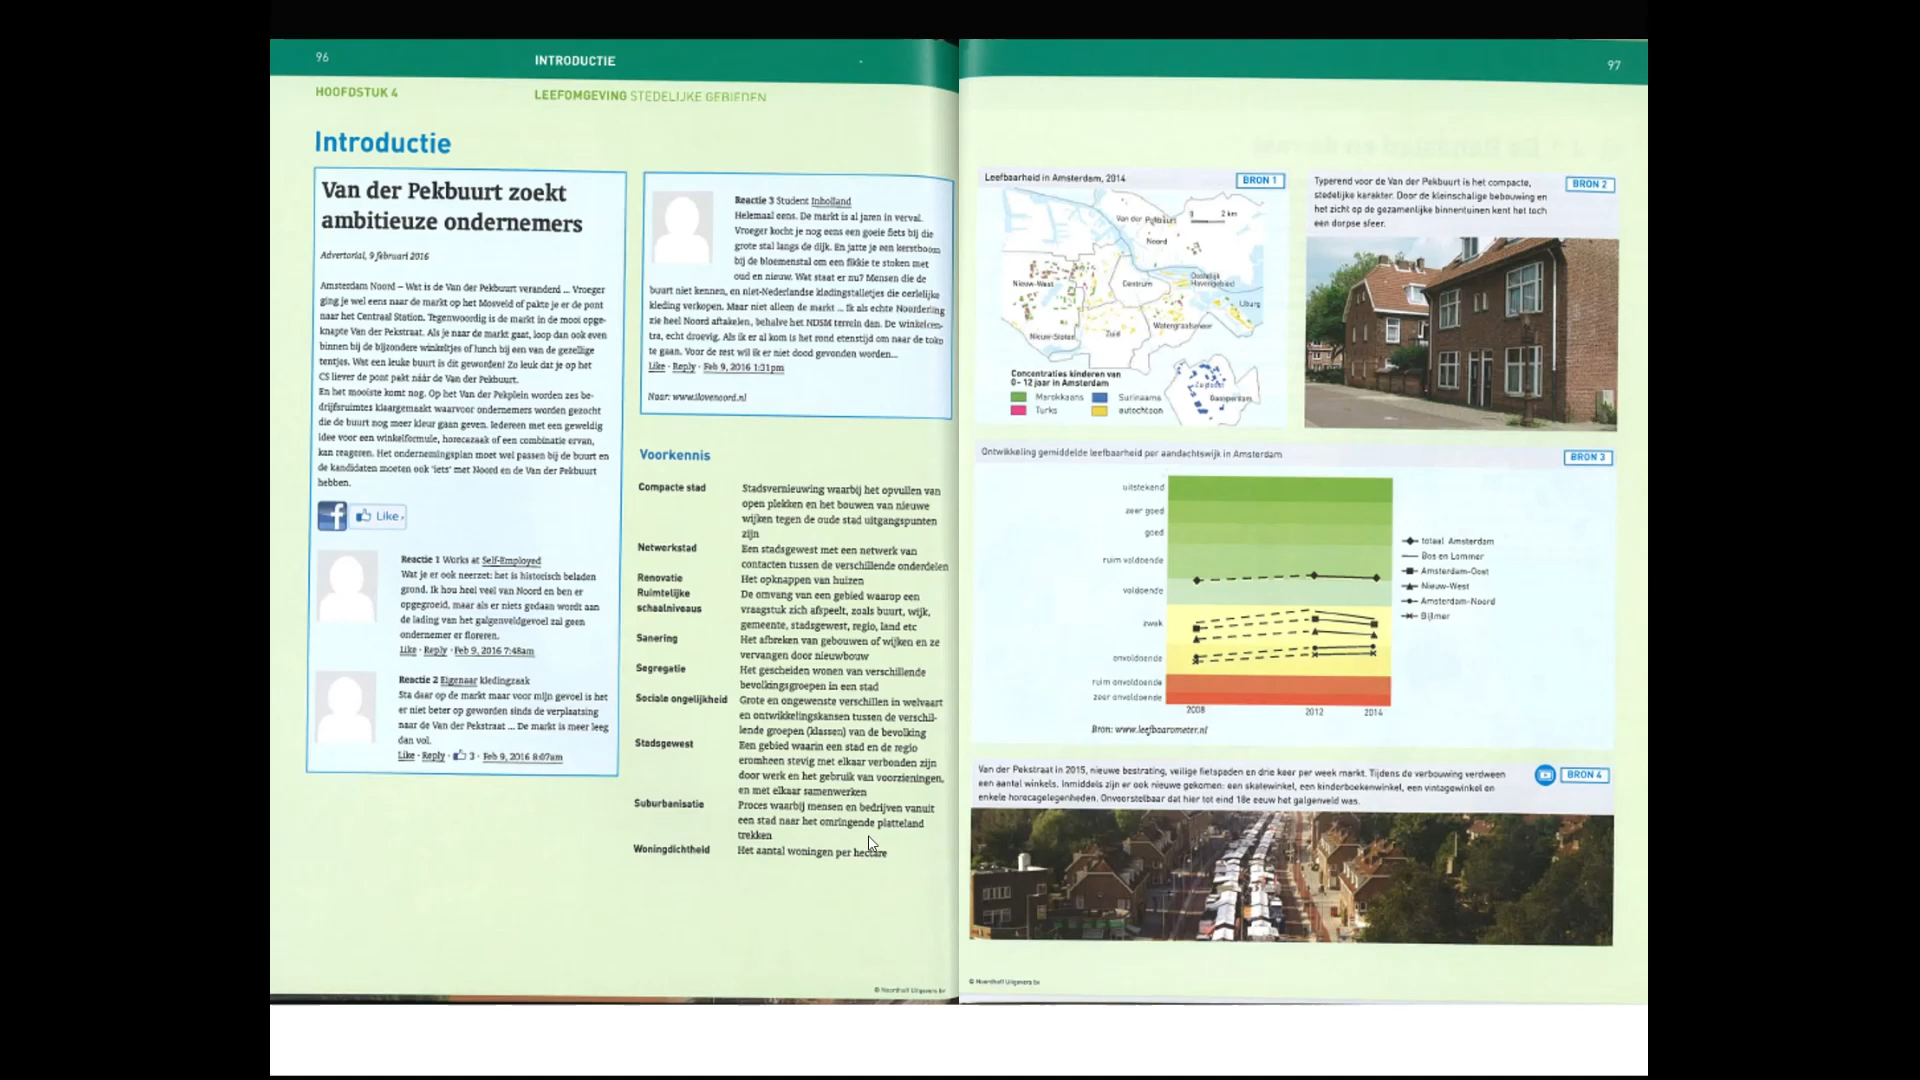 96
INTRODUCTIE
HOOFDSTUK 4
LEEFOMGEVING STEDELIJKE GEBIEDEN
Introductie
Van der Pekbuurt zoekt
ambitieuze ondernemers
Advertorial, 9 februari 2016
Amsterdam Noord – Wat is de Van der Pekbuurt veranderd ... Vroeger
ging je wel eens naar de markt op het Mosveld of pakte je er de pont
naar het Centraal Station. Tegenwoordig is de markt in de mooi opge-
knapte Van der Pekstraat. Als je naar de markt gaat, loop dan ook even
binnen bij de bijzondere winkeltjes of lunch bij een van de gezellige
tentjes. Wat een leuke buurt is dit geworden! Zo leuk dat je op het
CS liever de pont pakt náár de Van der Pekbuurt.
En het mooiste komt nog. Op het Van der Pekplein worden zes be-
drijfsruimtes klaargemaakt waarvoor ondernemers worden gezocht
die de buurt nog meer kleur gaan geven. Iedereen met een geweldig
idee voor een winkelformule, horecazaak of een combinatie ervan,
kan reageren. Het ondernemingsplan moet wel passen bij de buurt en
de kandidaten moeten ook 'iets' met Noord en de Van der Pekbuurt
hebben.
f Like
Reactie 1 Works at Self-Employed
Wat je er ook neerzet: het is historisch beladen
grond. Ik hou heel veel van Noord en ben er
opgegroeid, maar als er niets gedaan wordt aan
de lading van het galgenveldgevoel zal geen
ondernemer er floreren.
Like · Reply · Feb 9, 2016 7:48am
Reactie 2 Eigenaar kledingzaak
Sta daar op de markt maar voor mijn gevoel is het
er niet beter op geworden sinds de verplaatsing
naar de Van der Pekstraat ... De markt is meer leeg
dan vol.
Like · Reply · 3 · Feb 9, 2016 8:07am
Reactie 3 Student Inholland
Helemaal eens. De markt is al jaren in verval.
Vroeger kocht je nog eens een goeie fiets bij die
grote stal langs de dijk. En jatte je een kerstboom
bij de bloemenstal om een fikkie te stoken met
oud en nieuw. Wat staat er nu? Mensen die de
buurt niet kennen, en niet-Nederlandse kledingstalletjes die eerlelijke
kleding verkopen. Maar niet alleen de markt ... Ik als echte Noorderling
zie heel Noord aftakelen, behalve het NDSM terrein dan. De winkelcen-
tra, echt droevig. Als ik er al kom is het rond etenstijd om naar de toko
te gaan. Voor de rest wil ik er niet dood gevonden worden...
Like · Reply · Feb 9, 2016 1:31pm
Naar: www.ilovenoord.nl
Voorkennis
Compacte stad Stadsvernieuwing waarbij het opvullen van
open plekken en het bouwen van nieuwe
wijken tegen de oude stad uitgangspunten
zijn
Netwerkstad Een stadsgewest met een netwerk van
contacten tussen de verschillende onderdelen
Renovatie Het opknappen van huizen
Ruimtelijke De omvang van een gebied waarop een
schaalniveaus vraagstuk zich afspeelt, zoals buurt, wijk,
gemeente, stadsgewest, regio, land etc
Sanering Het afbreken van gebouwen of wijken en ze
vervangen door nieuwbouw
Segregatie Het gescheiden wonen van verschillende
bevolkingsgroepen in een stad
Sociale ongelijkheid Grote en ongewenste verschillen in welvaart
en ontwikkelingskansen tussen de verschil-
lende groepen (klassen) van de bevolking
Stadsgewest Een gebied waarin een stad en de regio
eromheen stevig met elkaar verbonden zijn
door werk en het gebruik van voorzieningen,
en met elkaar samenwerken
Suburbanisatie Proces waarbij mensen en bedrijven vanuit
een stad naar het omringende platteland
trekken
Woningdichtheid Het aantal woningen per hectare
© Noordhoff Uitgevers bv
97
Leefbaarheid in Amsterdam, 2014
BRON 1
Van der Pekbuurt
0 2 km
Noord
Nieuw-West
Centrum
Oostelijk
Havengebied
IJburg
Watergraafsmeer
Zuid
Nieuw-Sloten
Zuidoost
Gaasperdam
Concentraties kinderen van
0-12 jaar in Amsterdam
Marokkaans
Surinaams
Turks
autochtoon
BRON 2
Typerend voor de Van der Pekbuurt is het compacte,
stedelijke karakter. Door de kleinschalige bebouwing en
het zicht op de gezamenlijke binnentuinen kent het toch
een dorpse sfeer.
Ontwikkeling gemiddelde leefbaarheid per aandachtswijk in Amsterdam
BRON 3
uitstekend
zeer goed
goed
ruim voldoende
voldoende
zwak
onvoldoende
ruim onvoldoende
zeer onvoldoende
2008
2012
2014
totaal Amsterdam
Bos en Lommer
Amsterdam-Oost
Nieuw-West
Amsterdam-Noord
Bijlmer
Bron: www.leefbaarometer.nl
Van der Pekstraat in 2015, nieuwe bestrating, veilige fietspaden en drie keer per week markt. Tijdens de verbouwing verdween
een aantal winkels. Inmiddels zijn er ook nieuwe gekomen: een skatewinkel, een kinderboekenwinkel, een vintagewinkel en
enkele horecagelegenheden. Onvoorstelbaar dat hier tot eind 18e eeuw het galgenveld was.
BRON 4
© Noordhoff Uitgevers bv